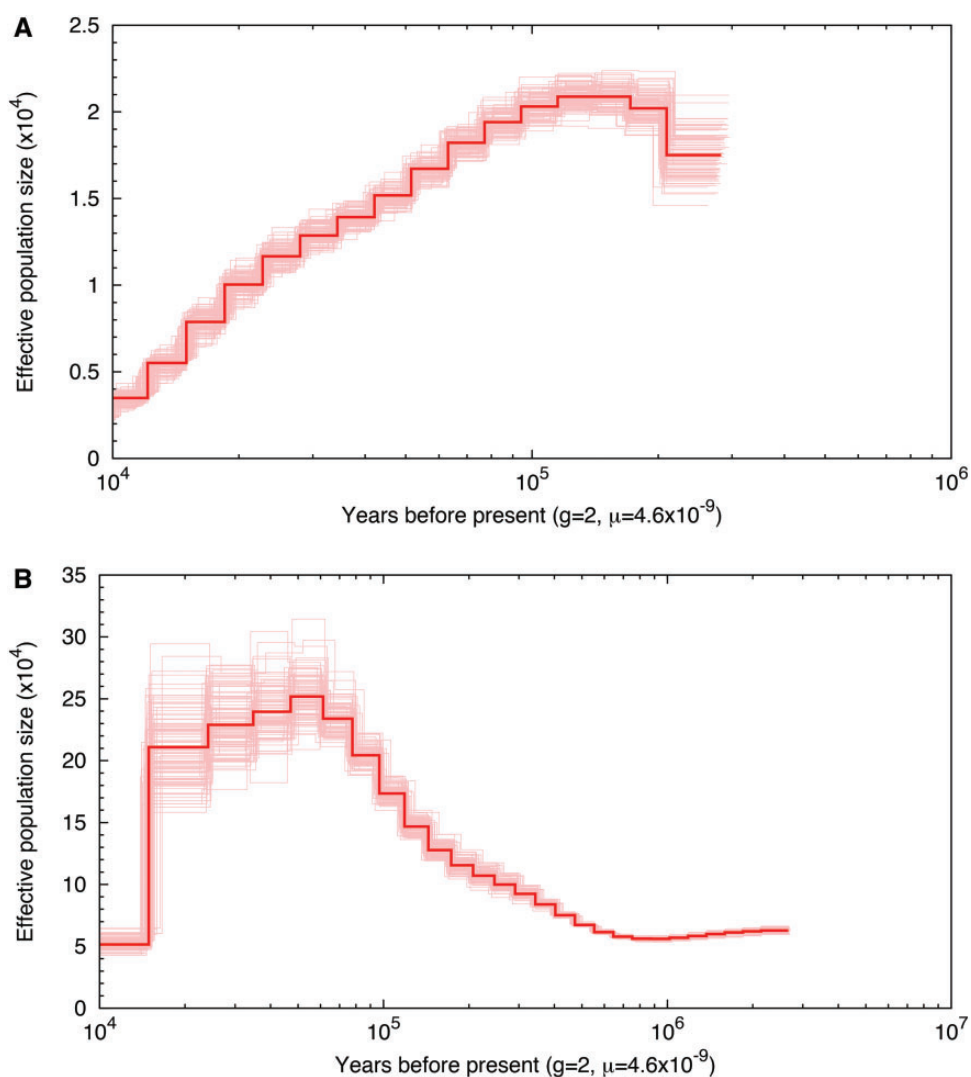 A
Effective population size (x10⁴)
2.5
2
1.5
1
0.5
0
10⁴ 10⁵ 10⁶
Years before present (g=2, μ=4.6x10⁻⁹)
B
Effective population size (x10⁴)
35
30
25
20
15
10
5
0
10⁴ 10⁵ 10⁶ 10⁷
Years before present (g=2, μ=4.6x10⁻⁹)